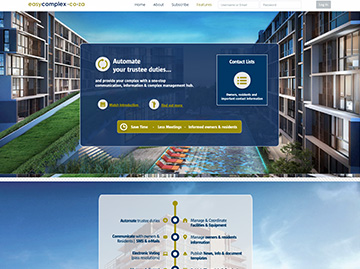 easycomplex.co.za
Home About Subscribe Features
Automate
your trustee duties...
and provide your complex with a one-stop
communication, information & complex management hub.
Watch introduction
Find out more
Contact Lists
Owners, residents and
important contact information
Save Time - Less Meetings - Informed owners & residents
Automate trustee duties
Manage & Coordinate
Facilities & Equipment
Communicate with owners &
Residents | SMS & eMails
Manage owners & residents
information
Electronic Voting
(pass resolutions)
Publish News, info & document
templates